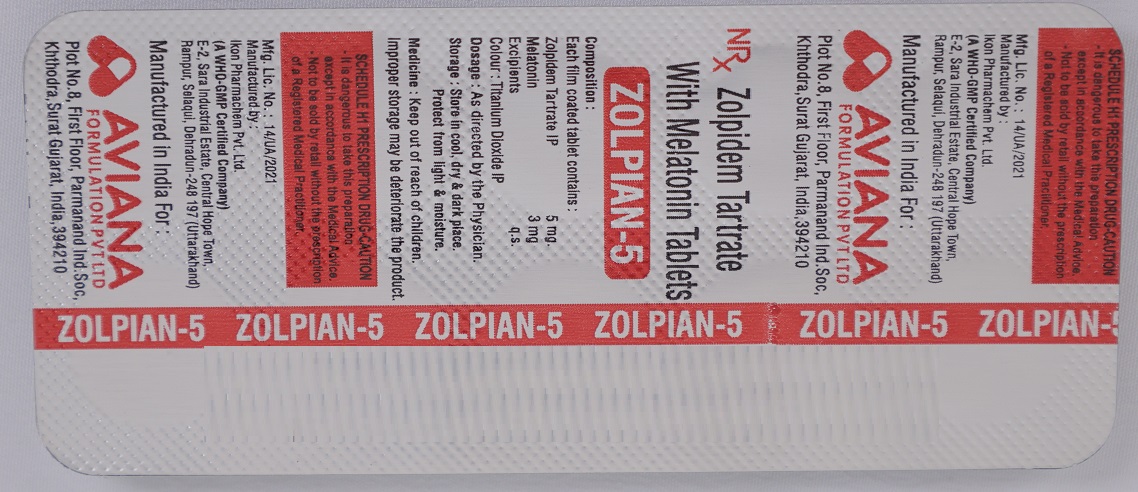 SCHEDULE H1 PRESCRIPTION DRUG-CAUTION
- It is dangerous to take this preparation
except in accordance with the Medical Advice.
- Not to be sold by retail without the prescription
of a Registered Medical Practitioner.
Mfg. Lic. No. : 14/UA/2021
Manufactured by :
Ikon Pharmachem Pvt. Ltd.
(A WHO-GMP Certified Company)
E-2, Sara Industrial Estate, Central Hope Town,
Rampur, Selaqui, Dehradun-248 197 (Uttarakhand)
Manufactured in India For :
AVIANA
FORMULATION PVT LTD
Plot No.8, First Floor, Parmanand Ind.Soc,
Khthodra,Surat Gujarat, India,394210
NRx Zolpidem Tartrate
With Melatonin Tablets
ZOLPIAN-5
Composition :
Each film coated tablet contains :
Zolpidem Tartrate IP 5 mg.
Melatonin 3 mg
Excipients q.s.
Colour : Titanium Dioxide IP
Dosage : As directed by the Physician.
Storage : Store in cool, dry & dark place.
Protect from light & moisture.
Medicine : Keep out of reach of children.
Improper storage may be deteriorate the product.
SCHEDULE H1 PRESCRIPTION DRUG-CAUTION
- It is dangerous to take this preparation
except in accordance with the Medical Advice.
- Not to be sold by retail without the prescription
of a Registered Medical Practitioner.
Mfg. Lic. No. : 14/UA/2021
Manufactured by :
Ikon Pharmachem Pvt. Ltd.
(A WHO-GMP Certified Company)
E-2, Sara Industrial Estate, Central Hope Town,
Rampur, Selaqui, Dehradun-248 197 (Uttarakhand)
Manufactured in India For :
AVIANA
FORMULATION PVT LTD
Plot No.8, First Floor, Parmanand Ind.Soc,
Khthodra,Surat Gujarat, India,394210
ZOLPIAN-5 ZOLPIAN-5 ZOLPIAN-5 ZOLPIAN-5 ZOLPIAN-5 ZOLPIAN-5